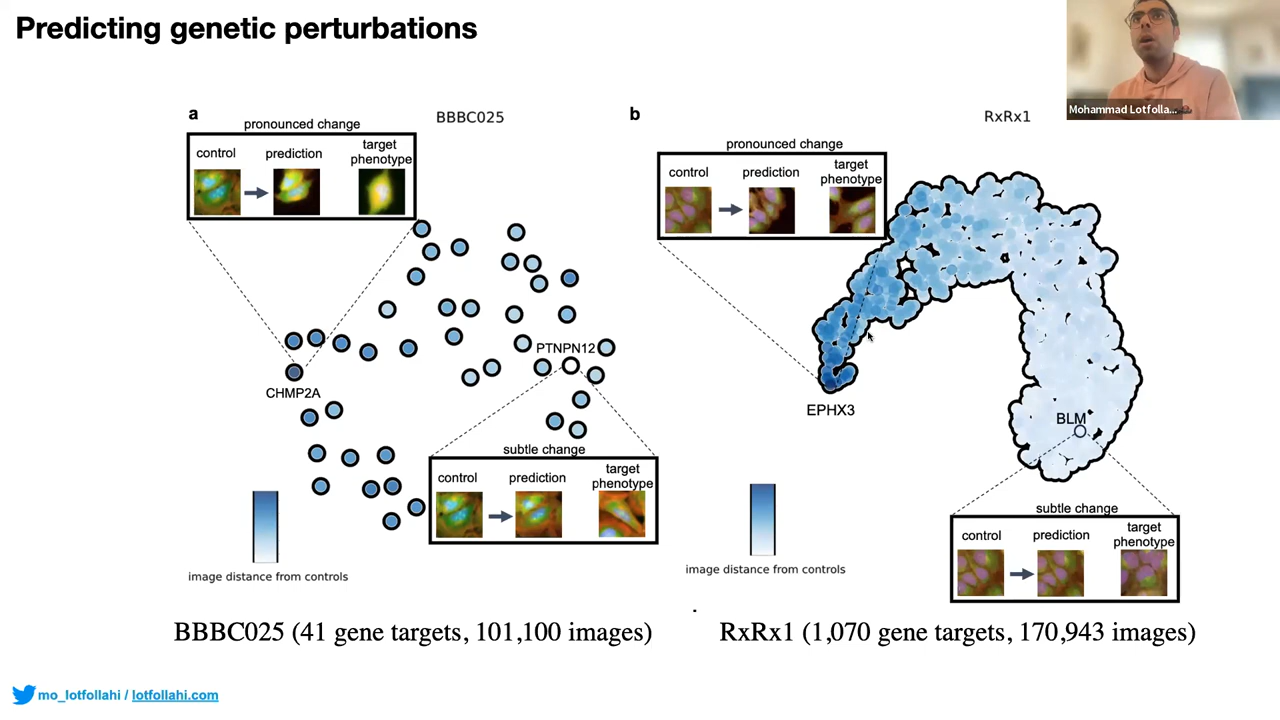 Predicting genetic perturbations
Mohammad Lotfolla...
a
BBBC025
pronounced change
control
prediction
target
phenotype
CHMP2A
PTNPN12
subtle change
control
prediction
target
phenotype
image distance from controls
b
RxRx1
pronounced change
control
prediction
target
phenotype
EPHX3
BLM
subtle change
control
prediction
target
phenotype
image distance from controls
BBBC025 (41 gene targets, 101,100 images)
RxRx1 (1,070 gene targets, 170,943 images)
mo_lotfollahi / lotfollahi.com